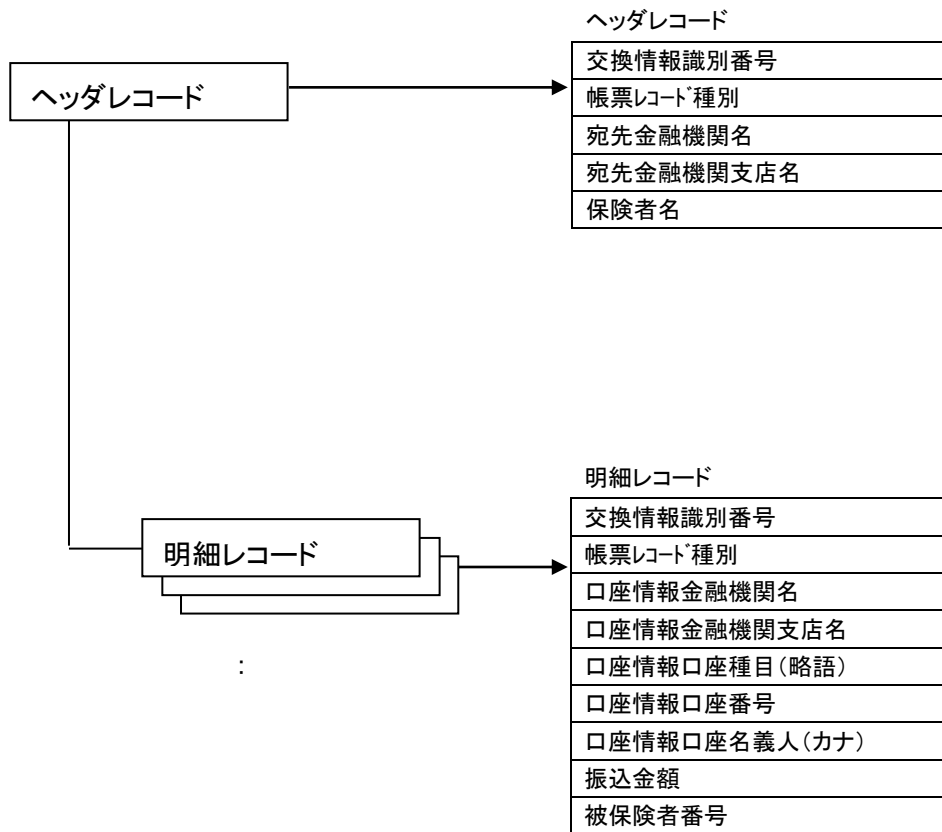 ヘッダレコード
ヘッダレコード
交換情報識別番号
帳票ﾚｺｰﾄﾞ種別
宛先金融機関名
宛先金融機関支店名
保険者名
明細レコード
明細レコード
交換情報識別番号
帳票ﾚｺｰﾄﾞ種別
口座情報金融機関名
口座情報金融機関支店名
口座情報口座種目(略語)
口座情報口座番号
口座情報口座名義人(カナ)
振込金額
被保険者番号
: